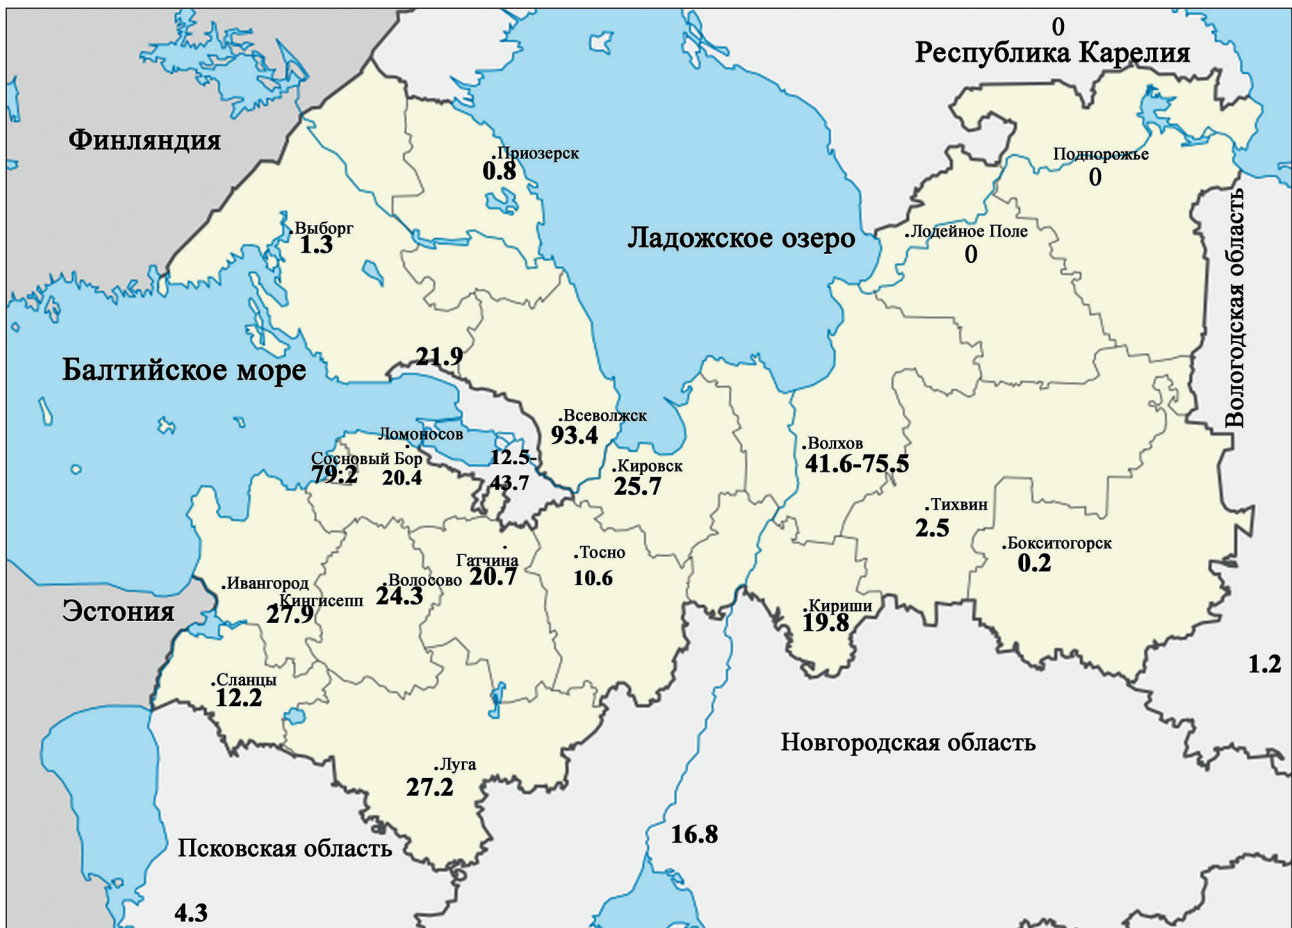 0
Республика Карелия
Финляндия
Приозерск
0.8
Подпорожье
0
Выборг
1.3
Ладожское озеро
Лодейное Поле
0
Вологодская область
21.9
Балтийское море
Всеволжск
93.4
Ломоносов
Сосновый Бор
79.2
20.4
12.5-
43.7
Кировск
25.7
Волхов
41.6-75.5
Тихвин
2.5
Бокситогорск
0.2
Гатчина
20.7
Тосно
10.6
Волосово
24.3
Ивангород
Кингисепп
27.9
Эстония
Кириши
19.8
1.2
Сланцы
12.2
Новгородская область
Луга
27.2
16.8
Псковская область
4.3